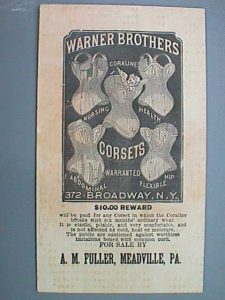 WARNER BROTHERS
CORALINE
NURSING
HEALTH
CORSETS
WARRANTED
ABDOMINAL
HIP
FLEXIBLE
372 BROADWAY, N.Y.
$10.00 REWARD
will be paid for any Corset in which the Coraline
breaks with six months' ordinary wear.
It is elastic, pliable, and very comfortable, and
is not affected by cold, heat or moisture.
The public are cautioned against worthless
imitations boned with common cord.
FOR SALE BY
A. M. FULLER, MEADVILLE, PA.